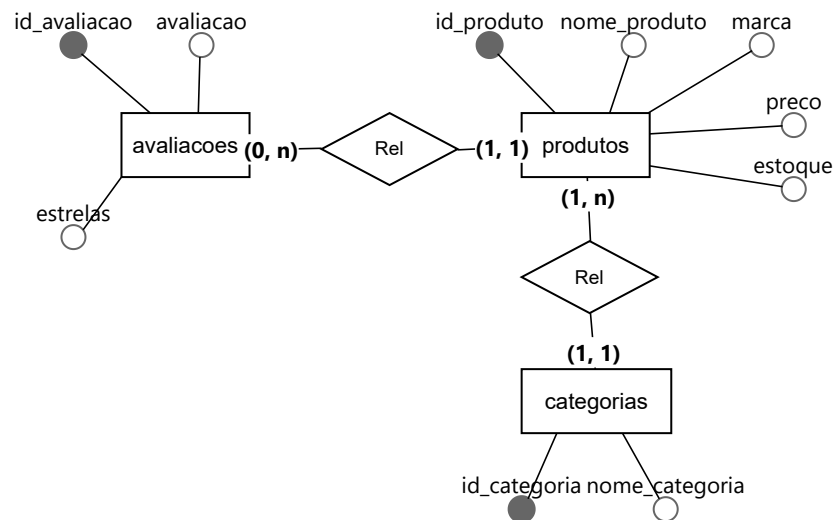 id_avaliacao avaliacao id_produto nome_produto marca
preco
avaliacoes (0, n) Rel (1, 1) produtos
estoque
(1, n)
estrelas
Rel
(1, 1)
categorias
id_categoria nome_categoria